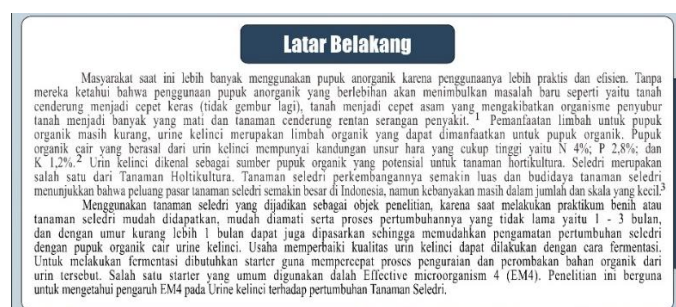 Latar Belakang
Masyarakat saat ini lebih banyak menggunakan pupuk anorganik karena penggunaanya lebih praktis dan efisien. Tanpa
mereka ketahui bahwa penggunaan pupuk anorganik yang berlebihan akan menimbulkan masalah baru seperti yaitu tanah
cenderung menjadi cepet keras (tidak gembur lagi), tanah menjadi cepet asam yang mengakibatkan organisme penyubur
tanah menjadi banyak yang mati dan tanaman cenderung rentan serangan penyakit. 1 Pemanfaatan limbah untuk pupuk
organik masih kurang, urine kelinci merupakan limbah organik yang dapat dimanfaatkan untuk pupuk organik. Pupuk
organik cair yang berasal dari urin kelinci mempunyai kandungan unsur hara yang cukup tinggi yaitu N 4%; P 2,8%; dan
K 1,2%.2 Urin kelinci dikenal sebagai sumber pupuk organik yang potensial untuk tanaman hortikultura. Seledri merupakan
salah satu dari Tanaman Holtikultura. Tanaman seledri perkembangannya semakin luas dan budidaya tanaman seledri
menunjukkan bahwa peluang pasar tanaman seledri semakin besar di Indonesia, namun kebanyakan masih dalam jumlah dan skala yang kecil.3
Menggunakan tanaman seledri yang dijadikan sebagai objek penelitian, karena saat melakukan praktikum benih atau
tanaman seledri mudah didapatkan, mudah diamati serta proses pertumbuhannya yang tidak lama yaitu 1 - 3 bulan,
dan dengan umur kurang lebih 1 bulan dapat juga dipasarkan sehingga memudahkan pengamatan pertumbuhan seledri
dengan pupuk organik cair urine kelinci. Usaha memperbaiki kualitas urin kelinci dapat dilakukan dengan cara fermentasi.
Untuk melakukan fermentasi dibutuhkan starter guna mempercepat proses penguraian dan perombakan bahan organik dari
urin tersebut. Salah satu starter yang umum digunakan dalah Effective microorganism 4 (EM4). Penelitian ini berguna
untuk mengetahui pengaruh EM4 pada Urine kelinci terhadap pertumbuhan Tanaman Seledri.